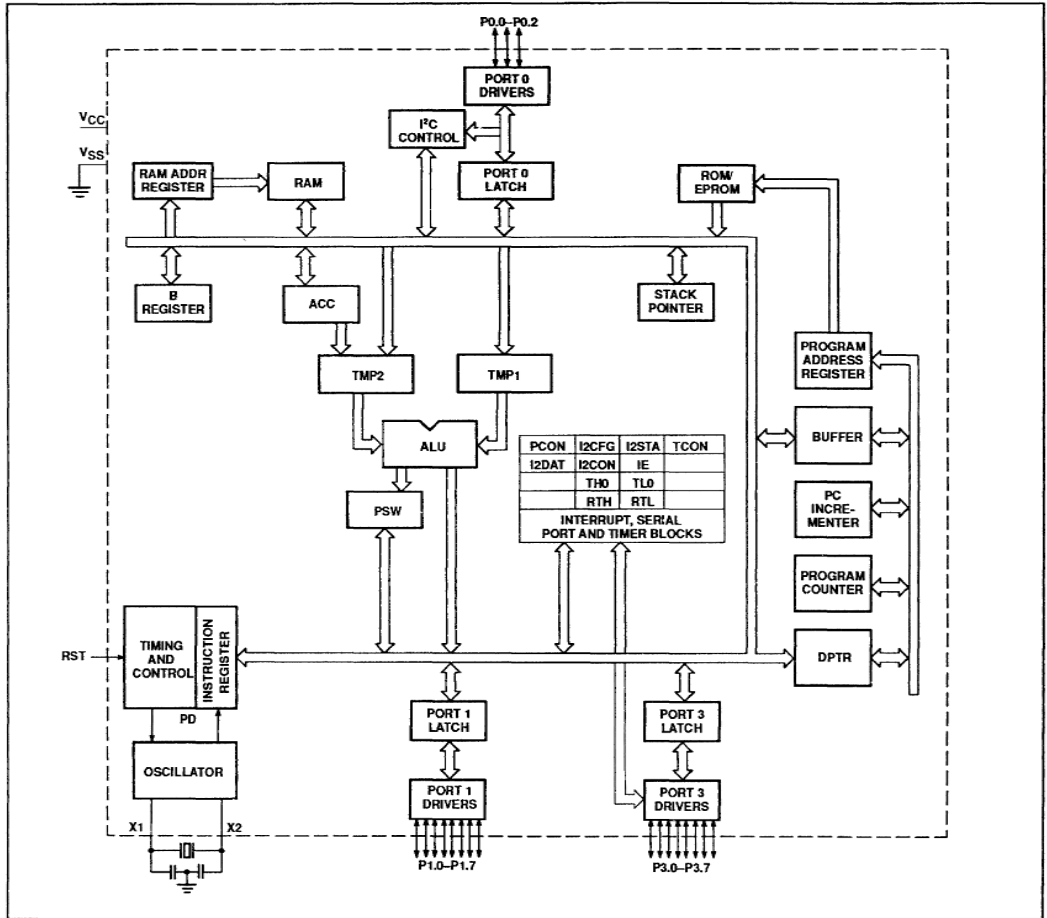 P0.0–P0.2
PORT 0
DRIVERS
VCC
I²C
CONTROL
VSS
RAM ADDR
REGISTER
RAM
PORT 0
LATCH
ROM/
EPROM
B
REGISTER
ACC
STACK
POINTER
PROGRAM
ADDRESS
REGISTER
TMP2
TMP1
BUFFER
ALU
PCON I2CFG I2STA TCON
I2DAT I2CON IE
TH0 TL0
RTH RTL
INTERRUPT, SERIAL
PORT AND TIMER BLOCKS
PSW
PC
INCRE-
MENTER
PROGRAM
COUNTER
RST
TIMING
AND
CONTROL
INSTRUCTION
REGISTER
DPTR
PD
PORT 1
LATCH
PORT 3
LATCH
OSCILLATOR
PORT 1
DRIVERS
PORT 3
DRIVERS
X1
X2
P1.0–P1.7
P3.0–P3.7